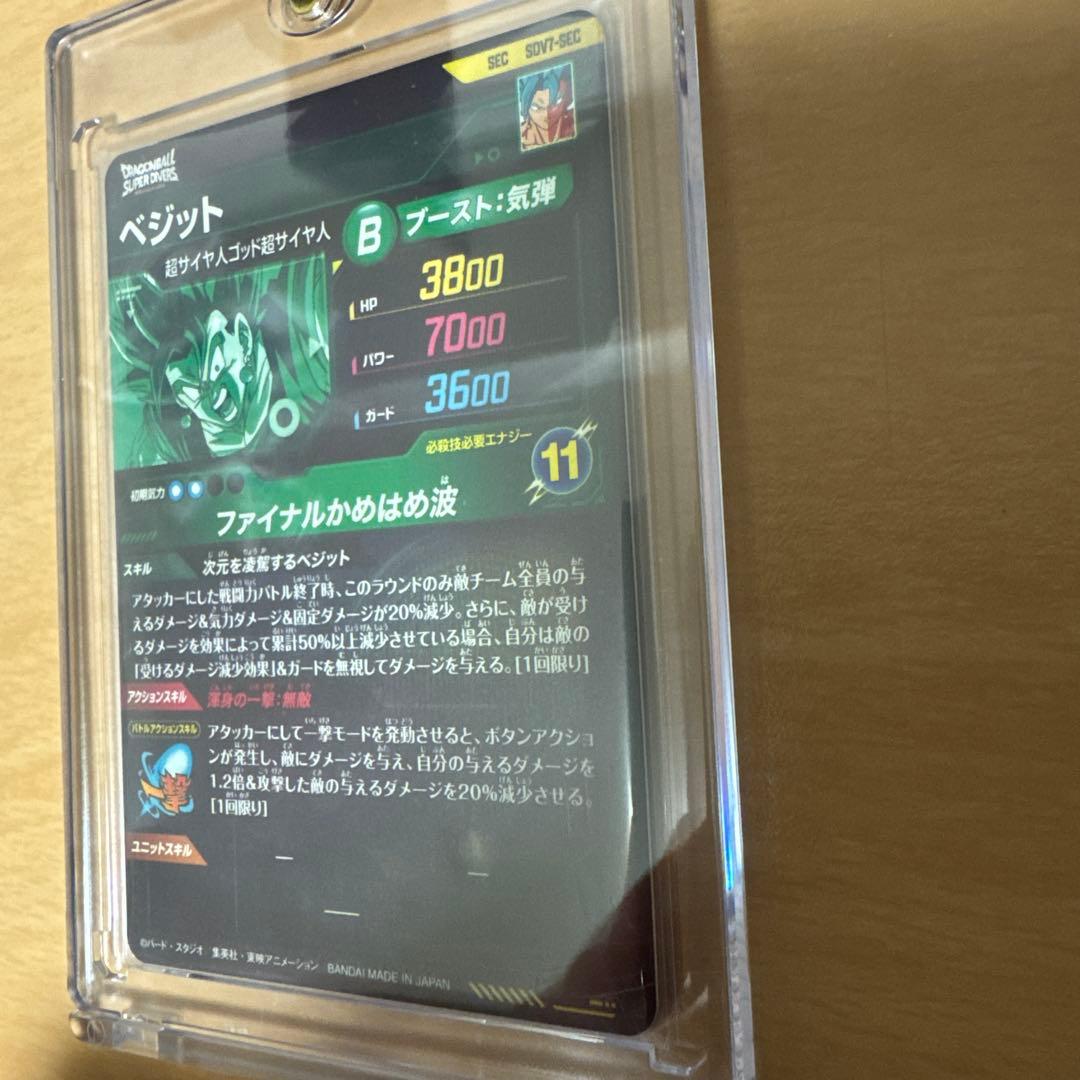 SEC SDV7-SEC
DRAGONBALL
SUPER DIVERS
ベジット
超サイヤ人ゴッド超サイヤ人
B ブースト:気弾
HP 3800
パワー 7000
ガード 3600
必殺技必要エナジー 11
初期気力
ファイナルかめはめ波
スキル 次元を凌駕するベジット
アタッカーにした戦闘力バトル終了時、このラウンドのみ敵チーム全員の与
えるダメージ&気力ダメージ&固定ダメージが20%減少。さらに、敵が受け
るダメージを効果によって累計50%以上減少させている場合、自分は敵の
「受けるダメージ減少効果」&ガードを無視してダメージを与える。[1回限り]
アクションスキル 渾身の一撃:無敵
バトルアクションスキル
アタッカーにして一撃モードを発動させると、ボタンアクショ
ンが発生し、敵にダメージを与え、自分の与えるダメージを
1.2倍&攻撃した敵の与えるダメージを20%減少させる。
[1回限り]
一撃
ユニットスキル
©バード・スタジオ/集英社・東映アニメーション BANDAI MADE IN JAPAN